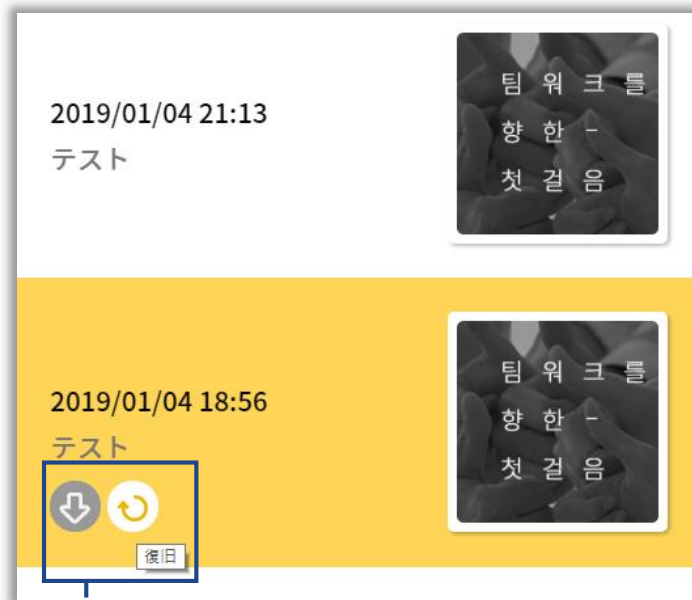 2019/01/04 21:13
テスト
팀 워 크 를
향 한 -
첫 걸 음
2019/01/04 18:56
テスト
팀 워 크 를
향 한 -
첫 걸 음
復旧